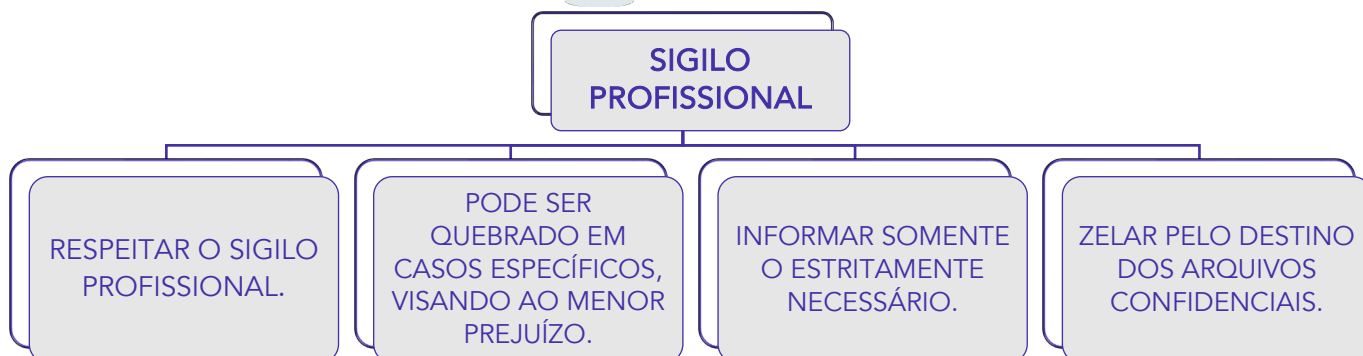 SIGILO
PROFISSIONAL
RESPEITAR O SIGILO
PROFISSIONAL.
PODE SER
QUEBRADO EM
CASOS ESPECÍFICOS,
VISANDO AO MENOR
PREJUÍZO.
INFORMAR SOMENTE
O ESTRITAMENTE
NECESSÁRIO.
ZELAR PELO DESTINO
DOS ARQUIVOS
CONFIDENCIAIS.